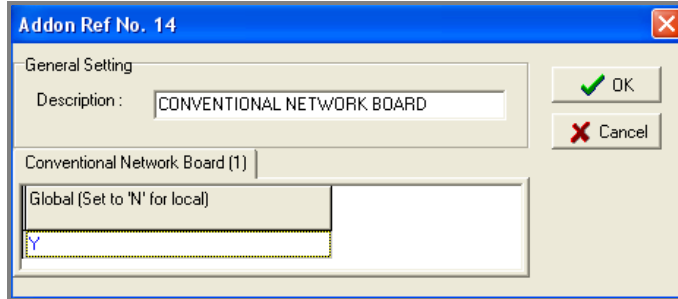 Addon Ref No. 14
General Setting
Description :
CONVENTIONAL NETWORK BOARD
OK
Cancel
Conventional Network Board (1)
Global (Set to 'N' for local)
Y